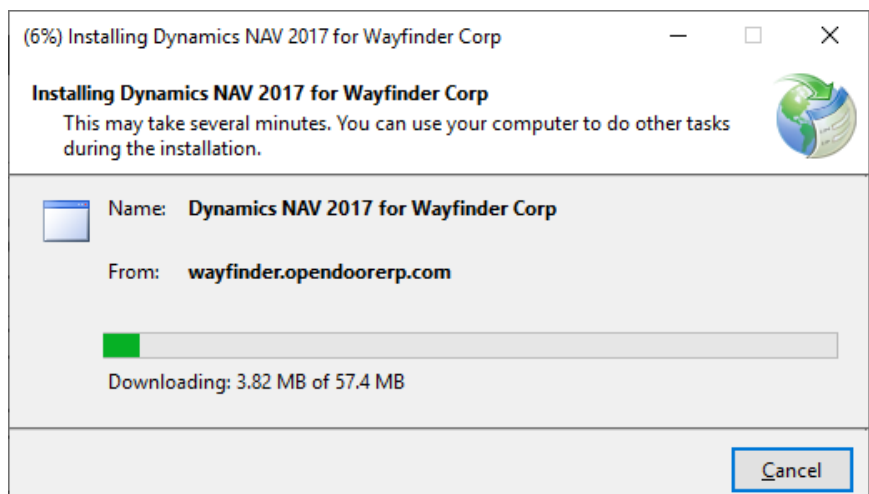 (6%) Installing Dynamics NAV 2017 for Wayfinder Corp
Installing Dynamics NAV 2017 for Wayfinder Corp
This may take several minutes. You can use your computer to do other tasks
during the installation.
Name: Dynamics NAV 2017 for Wayfinder Corp
From: wayfinder.opendoorerp.com
Downloading: 3.82 MB of 57.4 MB
Cancel